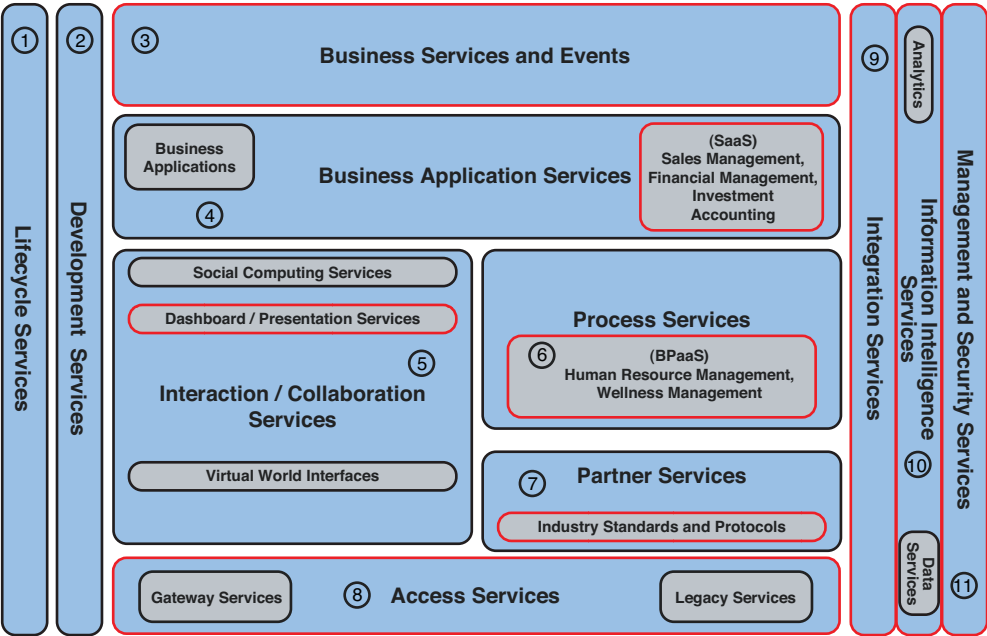 1
Lifecycle Services
2
Development Services
3
Business Services and Events
Business
Applications
4
Business Application Services
(SaaS)
Sales Management,
Financial Management,
Investment
Accounting
Social Computing Services
Dashboard / Presentation Services
5
Interaction / Collaboration
Services
Virtual World Interfaces
Process Services
6
(BPaaS)
Human Resource Management,
Wellness Management
7
Partner Services
Industry Standards and Protocols
Gateway Services
8
Access Services
Legacy Services
9
Integration Services
Analytics
Information Intelligence
Services
10
Data
Services
Management and Security Services
11